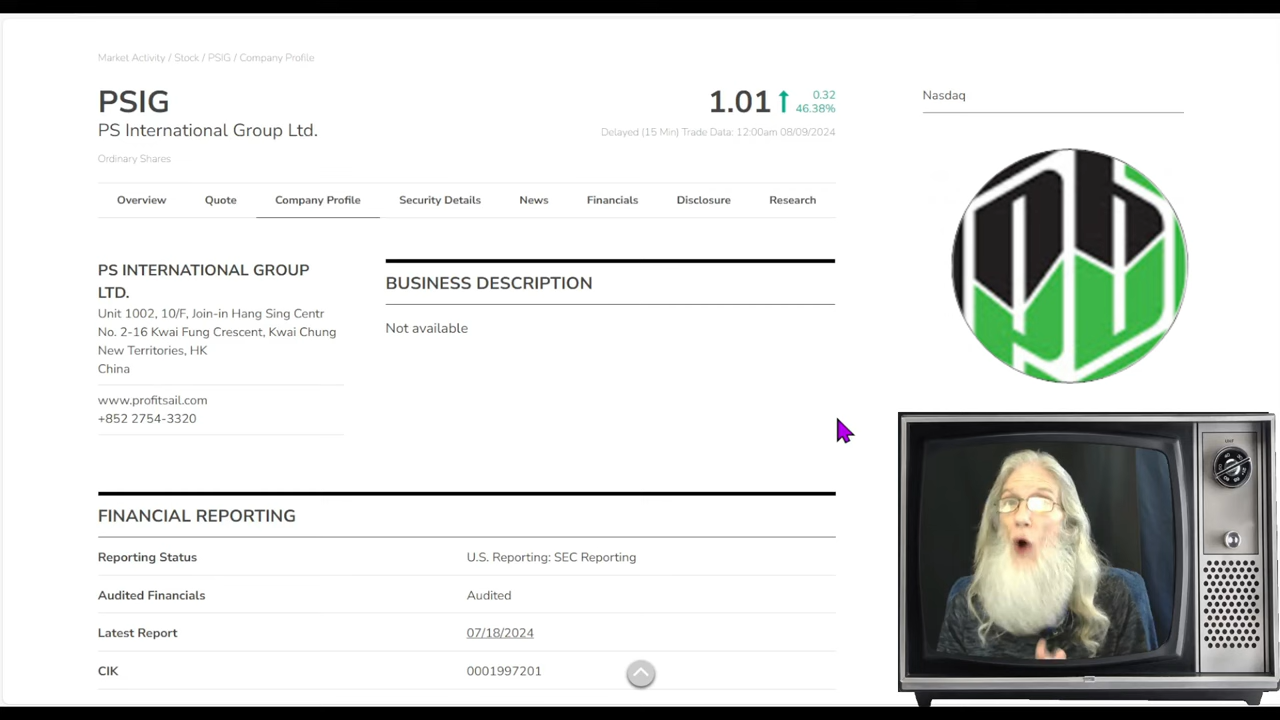 Market Activity / Stock / PSIG / Company Profile
PSIG
PS International Group Ltd.
Ordinary Shares
1.01
0.32
46.38%
Delayed (15 Min) Trade Data: 12:00am 08/09/2024
Nasdaq
Overview
Quote
Company Profile
Security Details
News
Financials
Disclosure
Research
PS INTERNATIONAL GROUP
LTD.
Unit 1002, 10/F, Join-in Hang Sing Centr
No. 2-16 Kwai Fung Crescent, Kwai Chung
New Territories, HK
China
www.profitsail.com
+852 2754-3320
BUSINESS DESCRIPTION
Not available
FINANCIAL REPORTING
Reporting Status
U.S. Reporting: SEC Reporting
Audited Financials
Audited
Latest Report
07/18/2024
CIK
0001997201